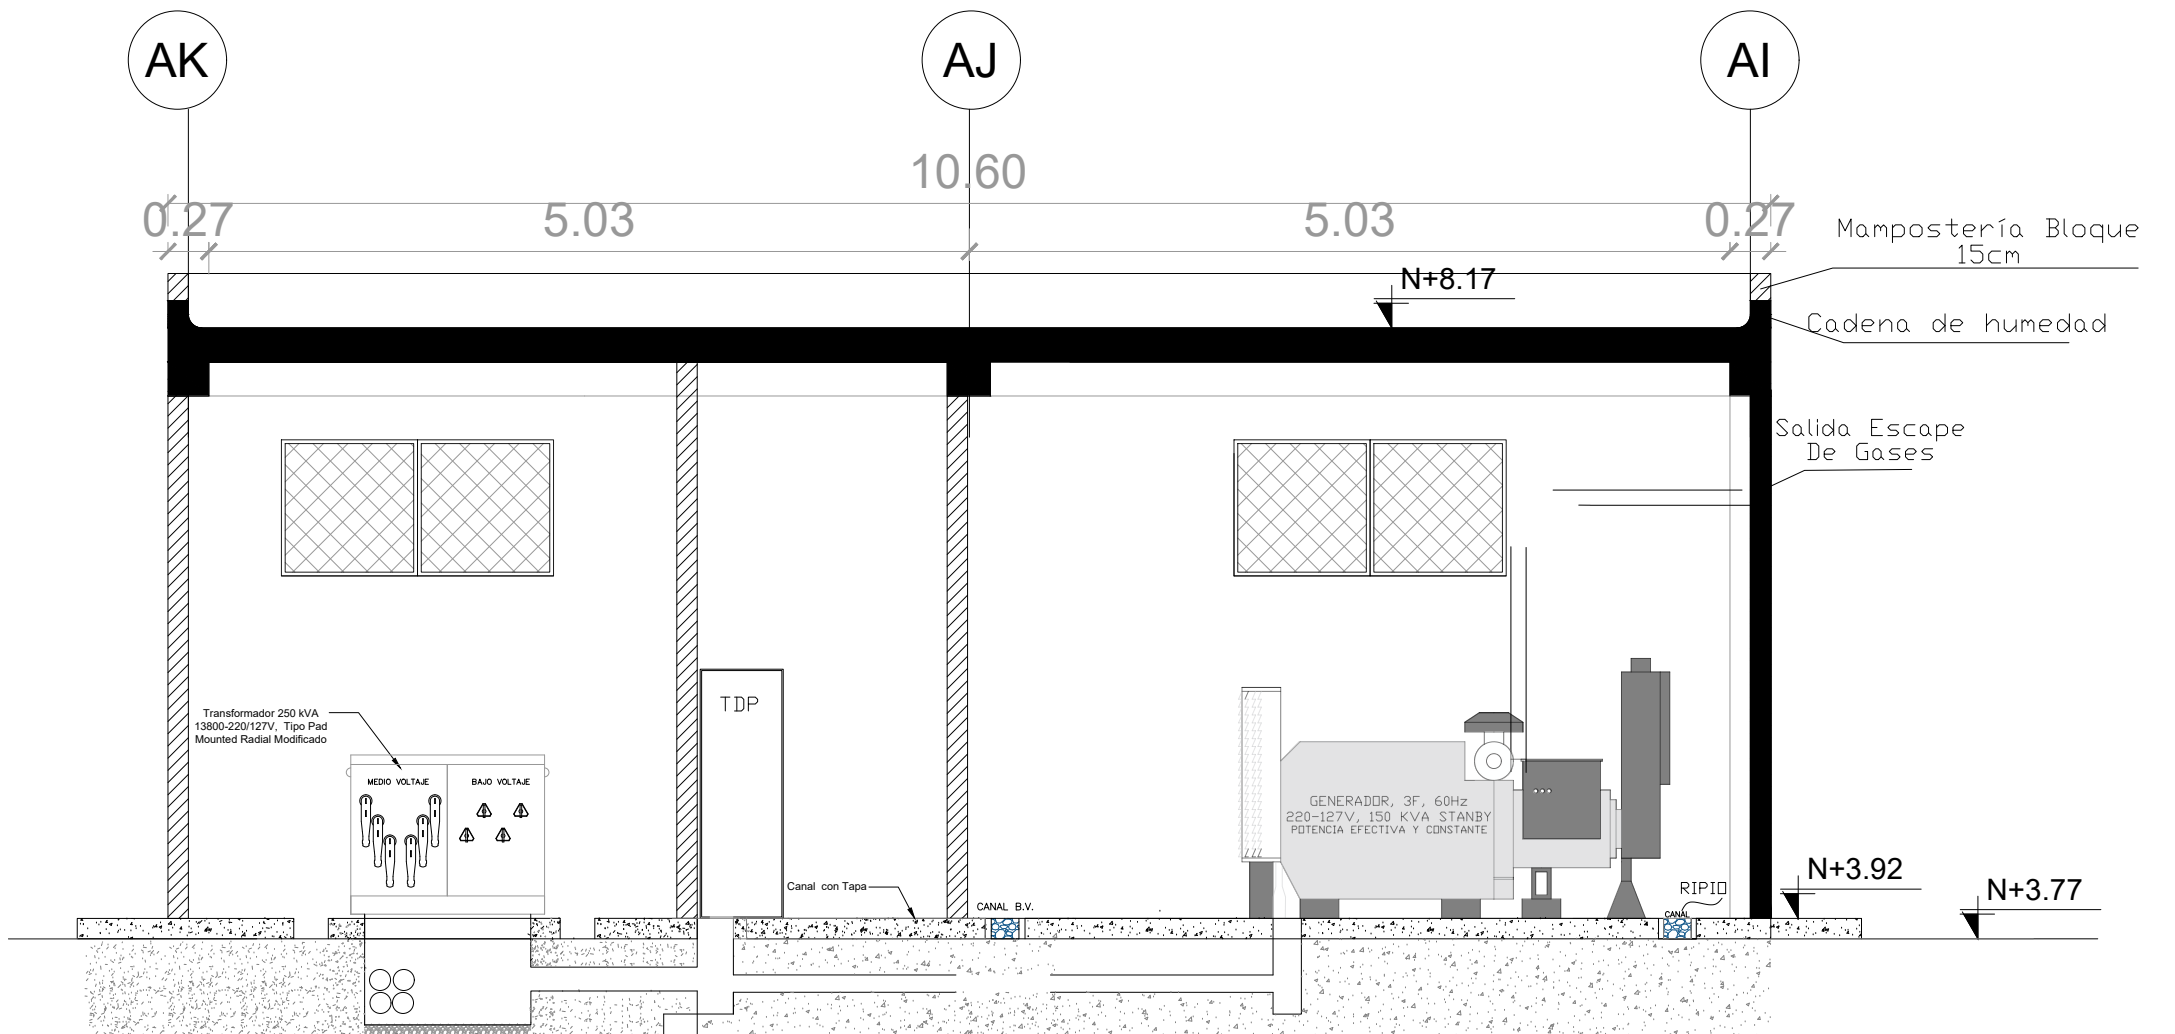 AK
AJ
AI
10.60
0.27
5.03
5.03
0.27
Mampostería Bloque
15cm
N+8.17
Cadena de humedad
Salida Escape
De Gases
TDP
Transformador 250 kVA
13800-220/127V, Tipo Pad
Mounted Radial Modificado
MEDIO VOLTAJE
BAJO VOLTAJE
GENERADOR, 3F, 60Hz
220-127V, 150 KVA STANBY
POTENCIA EFECTIVA Y CONSTANTE
Canal con Tapa
CANAL B.V.
RIPIO
CANAL
N+3.92
N+3.77